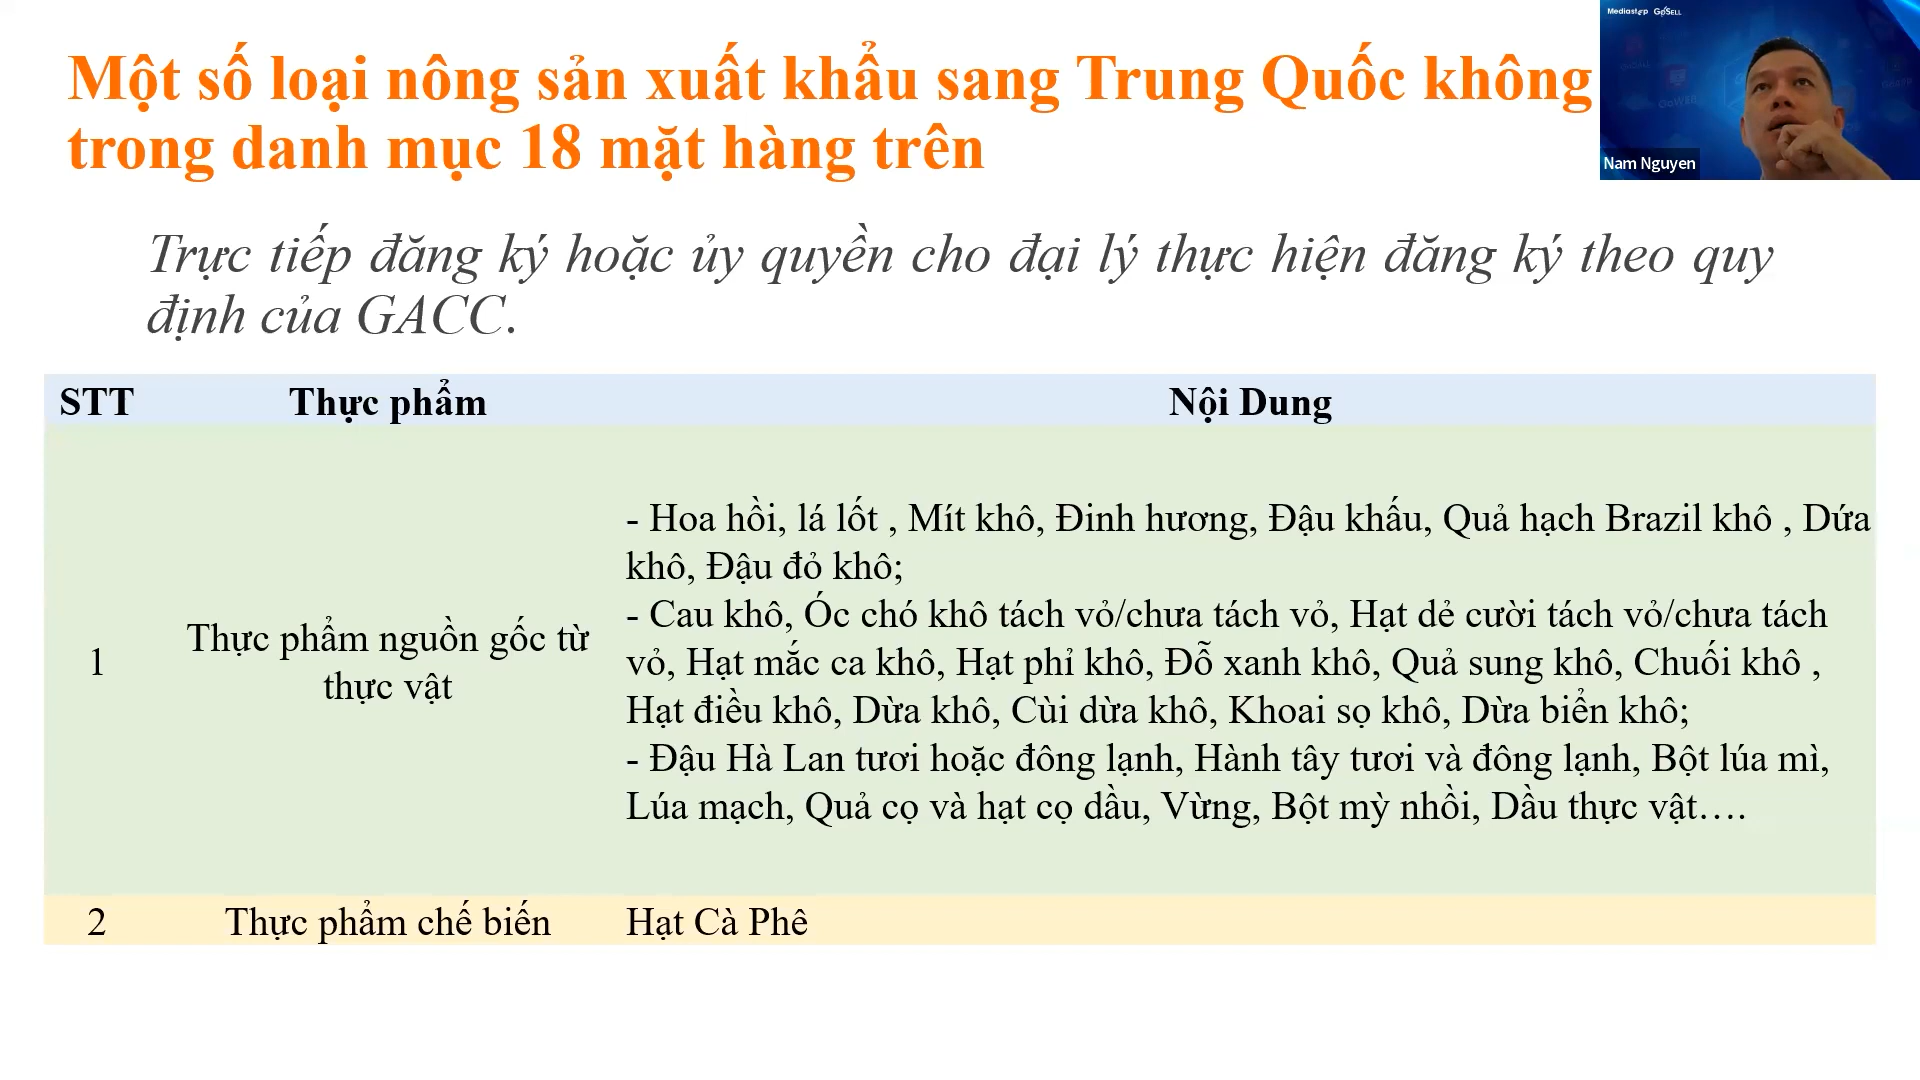 Mediastep GoSELL
Một số loại nông sản xuất khẩu sang Trung Quốc không
trong danh mục 18 mặt hàng trên
Nam Nguyen
Trực tiếp đăng ký hoặc ủy quyền cho đại lý thực hiện đăng ký theo quy
định của GACC.
STT Thực phẩm Nội Dung
1
Thực phẩm nguồn gốc từ
thực vật
- Hoa hồi, lá lốt , Mít khô, Đinh hương, Đậu khấu, Quả hạch Brazil khô , Dứa
khô, Đậu đỏ khô;
- Cau khô, Óc chó khô tách vỏ/chưa tách vỏ, Hạt dẻ cười tách vỏ/chưa tách
vỏ, Hạt mắc ca khô, Hạt phỉ khô, Đỗ xanh khô, Quả sung khô, Chuối khô ,
Hạt điều khô, Dừa khô, Cùi dừa khô, Khoai sọ khô, Dừa biển khô;
- Đậu Hà Lan tươi hoặc đông lạnh, Hành tây tươi và đông lạnh, Bột lúa mì,
Lúa mạch, Quả cọ và hạt cọ dầu, Vừng, Bột mỳ nhồi, Dầu thực vật….
2 Thực phẩm chế biến Hạt Cà Phê